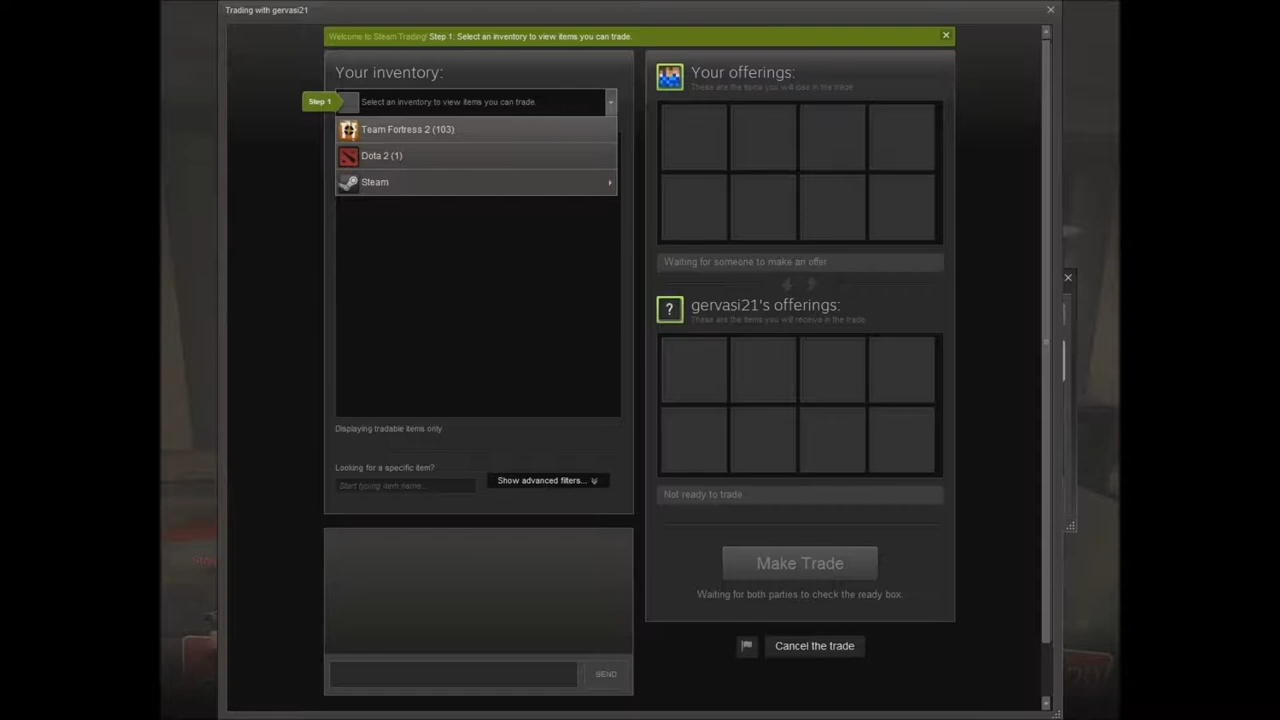 Trading with gervasi21
Welcome to Steam Trading! Step 1: Select an inventory to view items you can trade.
Your inventory:
Step 1
Select an inventory to view items you can trade.
Team Fortress 2 (103)
Dota 2 (1)
Steam
Displaying tradable items only
Looking for a specific item?
Start typing item name...
Show advanced filters...
SEND
Your offerings:
These are the items you will lose in the trade.
Waiting for someone to make an offer
?
gervasi21's offerings:
These are the items you will receive in the trade.
Not ready to trade
Make Trade
Waiting for both parties to check the ready box.
Cancel the trade